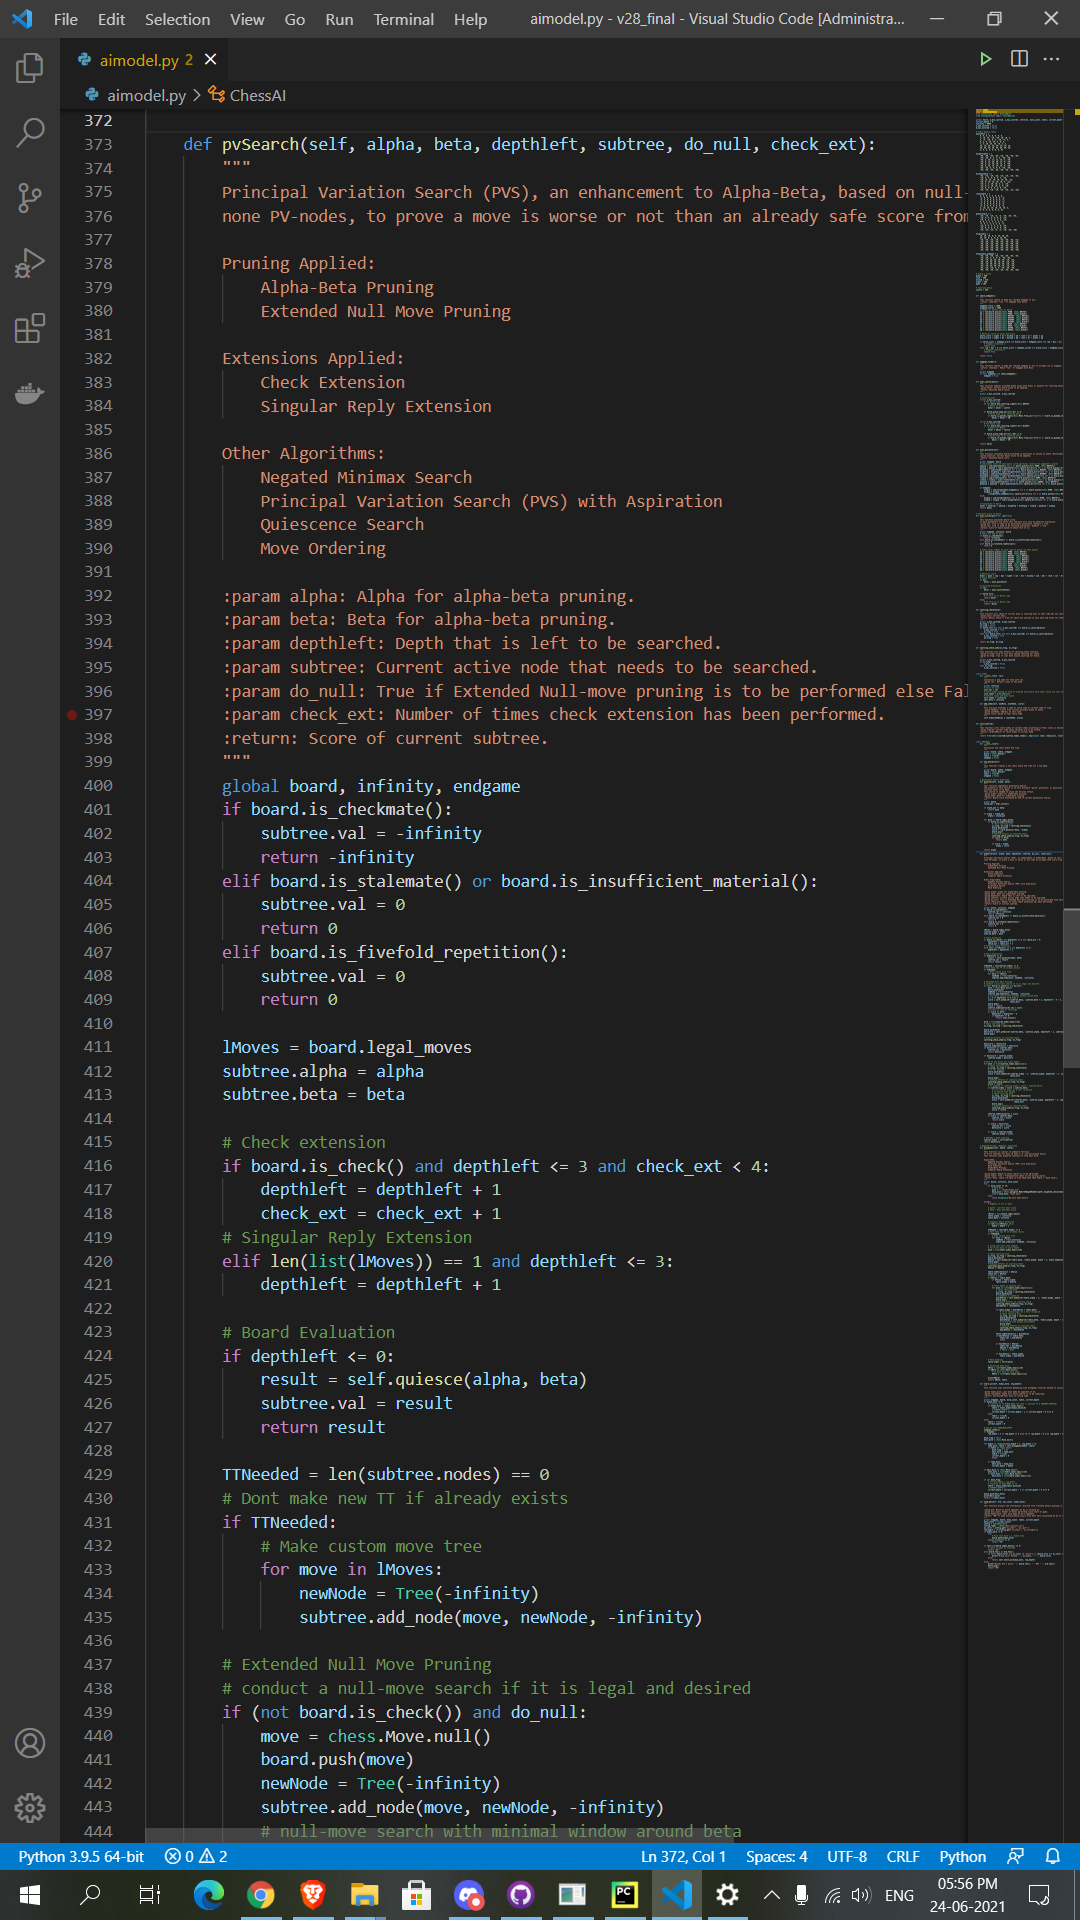 File Edit Selection View Go Run Terminal Help aimodel.py - v28_final - Visual Studio Code [Administra...
aimodel.py 2
aimodel.py > ChessAI
372
373 def pvSearch(self, alpha, beta, depthleft, subtree, do_null, check_ext):
374 """
375 Principal Variation Search (PVS), an enhancement to Alpha-Beta, based on null-
376 none PV-nodes, to prove a move is worse or not than an already safe score from
377
378 Pruning Applied:
379 Alpha-Beta Pruning
380 Extended Null Move Pruning
381
382 Extensions Applied:
383 Check Extension
384 Singular Reply Extension
385
386 Other Algorithms:
387 Negated Minimax Search
388 Principal Variation Search (PVS) with Aspiration
389 Quiescence Search
390 Move Ordering
391
392 :param alpha: Alpha for alpha-beta pruning.
393 :param beta: Beta for alpha-beta pruning.
394 :param depthleft: Depth that is left to be searched.
395 :param subtree: Current active node that needs to be searched.
396 :param do_null: True if Extended Null-move pruning is to be performed else Fal
397 :param check_ext: Number of times check extension has been performed.
398 :return: Score of current subtree.
399 """
400 global board, infinity, endgame
401 if board.is_checkmate():
402 subtree.val = -infinity
403 return -infinity
404 elif board.is_stalemate() or board.is_insufficient_material():
405 subtree.val = 0
406 return 0
407 elif board.is_fivefold_repetition():
408 subtree.val = 0
409 return 0
410
411 lMoves = board.legal_moves
412 subtree.alpha = alpha
413 subtree.beta = beta
414
415 # Check extension
416 if board.is_check() and depthleft <= 3 and check_ext < 4:
417 depthleft = depthleft + 1
418 check_ext = check_ext + 1
419 # Singular Reply Extension
420 elif len(list(lMoves)) == 1 and depthleft <= 3:
421 depthleft = depthleft + 1
422
423 # Board Evaluation
424 if depthleft <= 0:
425 result = self.quiesce(alpha, beta)
426 subtree.val = result
427 return result
428
429 TTNeeded = len(subtree.nodes) == 0
430 # Dont make new TT if already exists
431 if TTNeeded:
432 # Make custom move tree
433 for move in lMoves:
434 newNode = Tree(-infinity)
435 subtree.add_node(move, newNode, -infinity)
436
437 # Extended Null Move Pruning
438 # conduct a null-move search if it is legal and desired
439 if (not board.is_check()) and do_null:
440 move = chess.Move.null()
441 board.push(move)
442 newNode = Tree(-infinity)
443 subtree.add_node(move, newNode, -infinity)
444 # null-move search with minimal window around beta
Python 3.9.5 64-bit 0 2 Ln 372, Col 1 Spaces: 4 UTF-8 CRLF Python
PC ENG 05:56 PM
24-06-2021